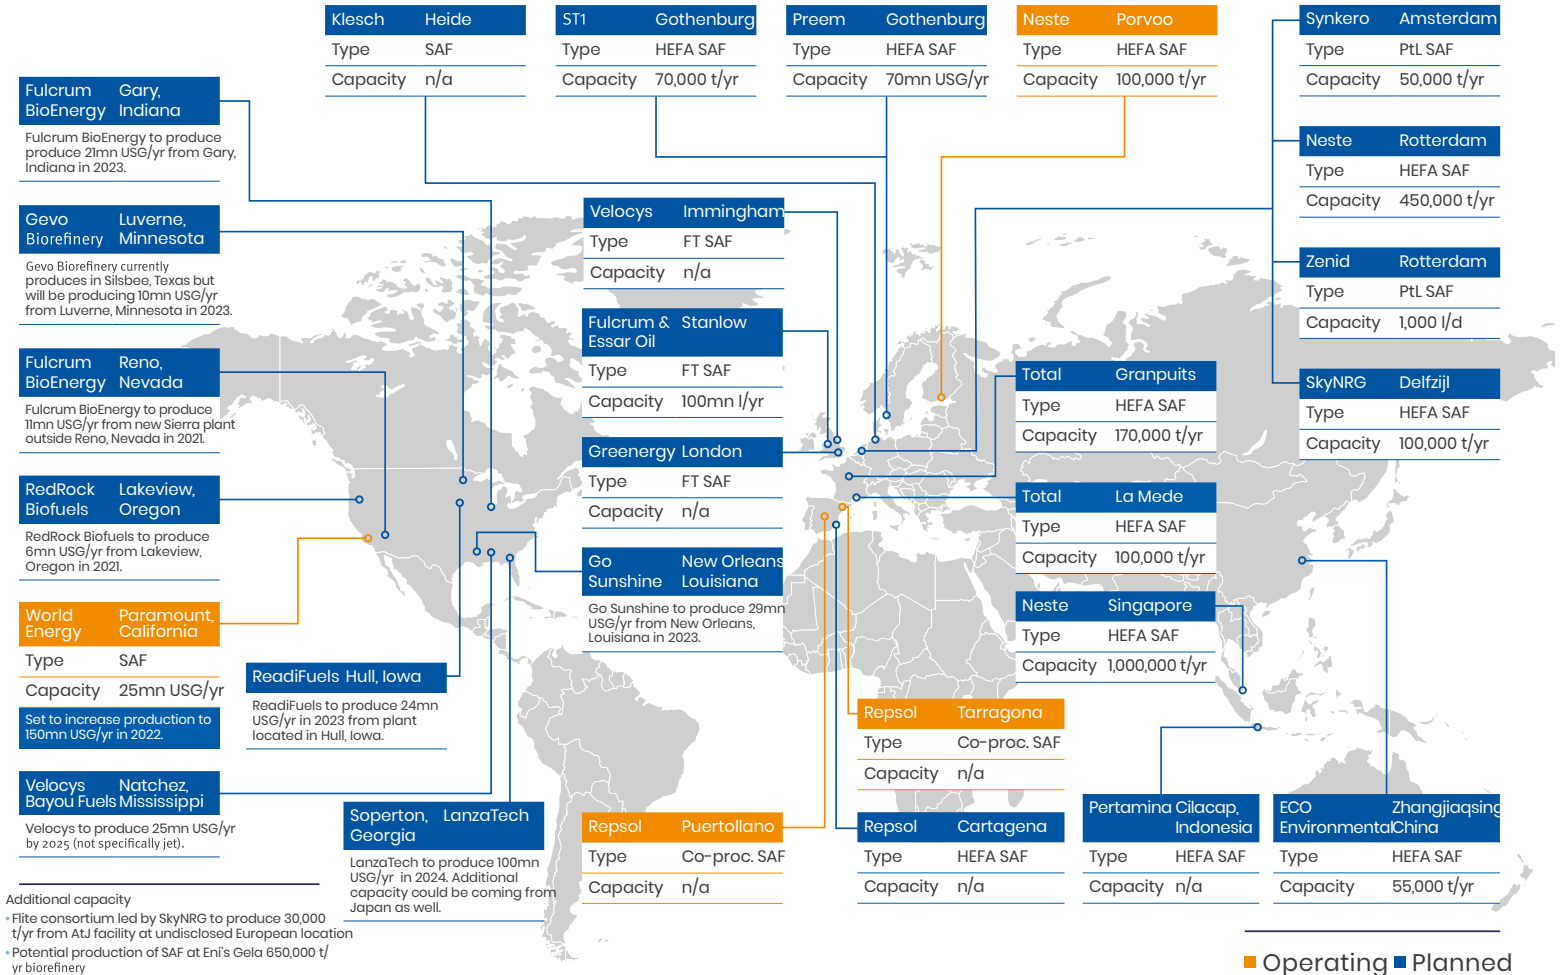 Klesch Heide
Type SAF
Capacity n/a
ST1 Gothenburg
Type HEFA SAF
Capacity 70,000 t/yr
Preem Gothenburg
Type HEFA SAF
Capacity 70mn USG/yr
Neste Porvoo
Type HEFA SAF
Capacity 100,000 t/yr
Synkero Amsterdam
Type PtL SAF
Capacity 50,000 t/yr
Neste Rotterdam
Type HEFA SAF
Capacity 450,000 t/yr
Zenid Rotterdam
Type PtL SAF
Capacity 1,000 l/d
SkyNRG Delfzijl
Type HEFA SAF
Capacity 100,000 t/yr
Fulcrum Gary,
BioEnergy Indiana
Fulcrum BioEnergy to produce
produce 21mn USG/yr from Gary,
Indiana in 2023.
Gevo Luverne,
Biorefinery Minnesota
Gevo Biorefinery currently
produces in Silsbee, Texas but
will be producing 10mn USG/yr
from Luverne, Minnesota in 2023.
Fulcrum Reno,
BioEnergy Nevada
Fulcrum BioEnergy to produce
11mn USG/yr from new Sierra plant
outside Reno, Nevada in 2021.
RedRock Lakeview,
Biofuels Oregon
RedRock Biofuels to produce
6mn USG/yr from Lakeview,
Oregon in 2021.
World Paramount,
Energy California
Type SAF
Capacity 25mn USG/yr
Set to increase production to
150mn USG/yr in 2022.
Velocys Natchez,
Bayou Fuels Mississippi
Velocys to produce 25mn USG/yr
by 2025 (not specifically jet).
ReadiFuels Hull, Iowa
ReadiFuels to produce 24mn
USG/yr in 2023 from plant
located in Hull, Iowa.
Soperton, LanzaTech
Georgia
LanzaTech to produce 100mn
USG/yr in 2024. Additional
capacity could be coming from
Japan as well.
Velocys Immingham
Type FT SAF
Capacity n/a
Fulcrum & Stanlow
Essar Oil
Type FT SAF
Capacity 100mn l/yr
Greenergy London
Type FT SAF
Capacity n/a
Go New Orleans
Sunshine Louisiana
Go Sunshine to produce 29mn
USG/yr from New Orleans,
Louisiana in 2023.
Total Granpuits
Type HEFA SAF
Capacity 170,000 t/yr
Total La Mede
Type HEFA SAF
Capacity 100,000 t/yr
Neste Singapore
Type HEFA SAF
Capacity 1,000,000 t/yr
Repsol Tarragona
Type Co-proc. SAF
Capacity n/a
Repsol Puertollano
Type Co-proc. SAF
Capacity n/a
Repsol Cartagena
Type HEFA SAF
Capacity n/a
Pertamina Cilacap,
Indonesia
Type HEFA SAF
Capacity n/a
ECO Zhangjiaqsing
Environmental China
Type HEFA SAF
Capacity 55,000 t/yr
Additional capacity
• Flite consortium led by SkyNRG to produce 30,000
t/yr from AtJ facility at undisclosed European location
• Potential production of SAF at Eni's Gela 650,000 t/
yr biorefinery
Operating Planned